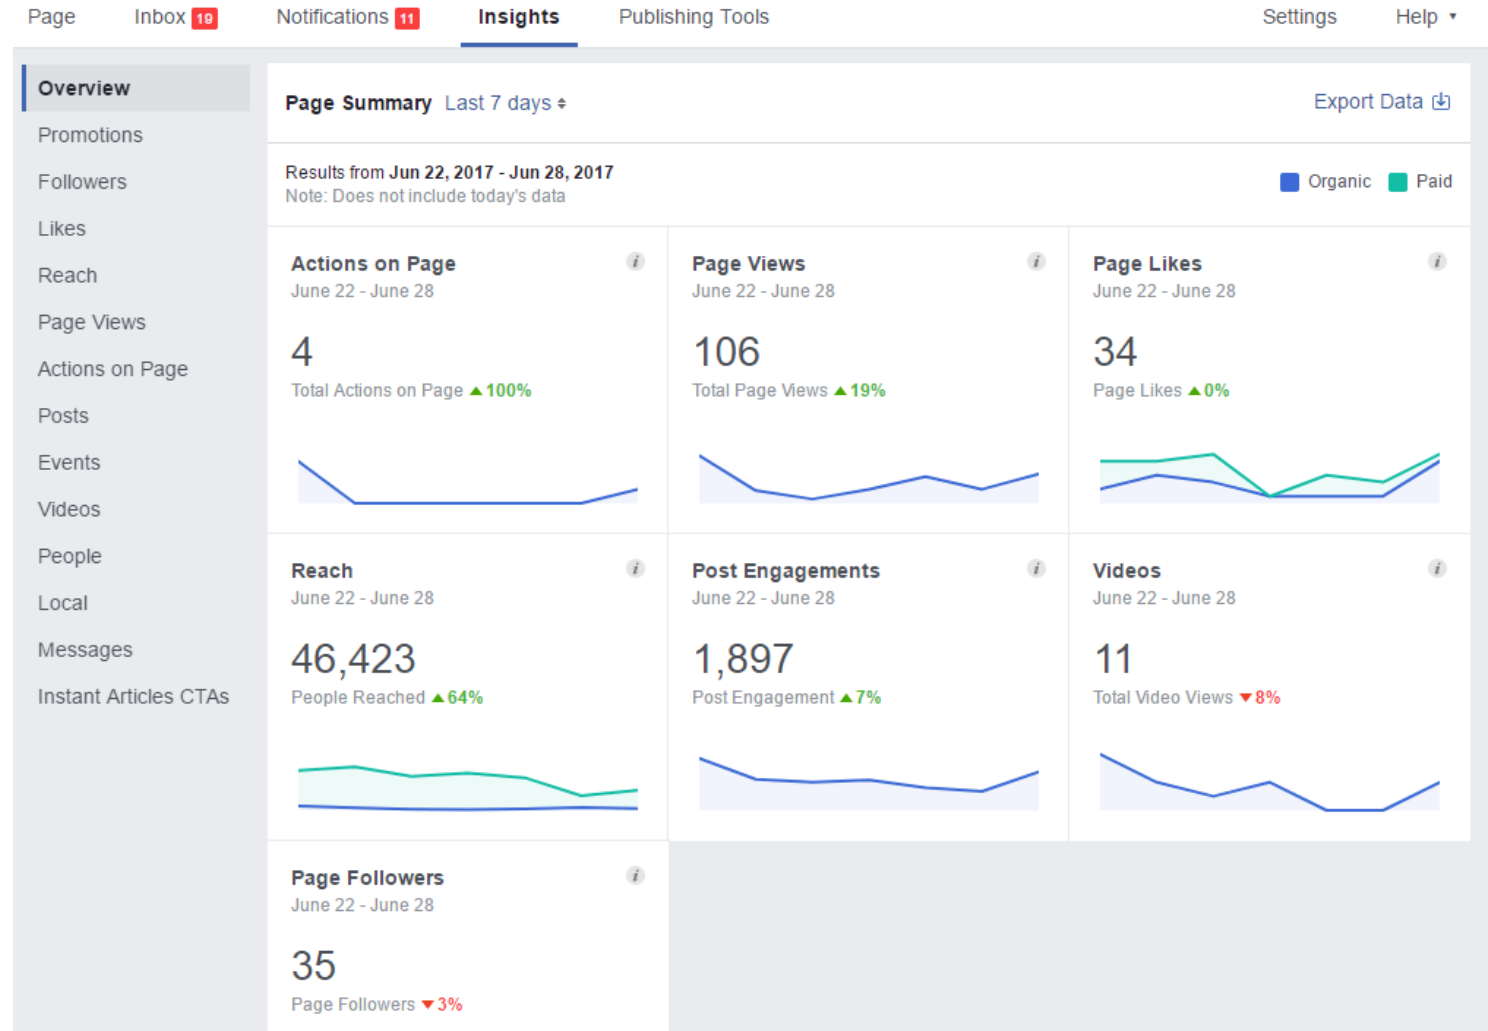 Page Inbox 19 Notifications 11 Insights Publishing Tools Settings Help
Overview
Promotions
Followers
Likes
Reach
Page Views
Actions on Page
Posts
Events
Videos
People
Local
Messages
Instant Articles CTAs
Page Summary Last 7 days Export Data
Results from Jun 22, 2017 - Jun 28, 2017
Note: Does not include today's data
Organic Paid
Actions on Page
June 22 - June 28
4
Total Actions on Page 100%
Page Views
June 22 - June 28
106
Total Page Views 19%
Page Likes
June 22 - June 28
34
Page Likes 0%
Reach
June 22 - June 28
46,423
People Reached 64%
Post Engagements
June 22 - June 28
1,897
Post Engagement 7%
Videos
June 22 - June 28
11
Total Video Views 8%
Page Followers
June 22 - June 28
35
Page Followers 3%